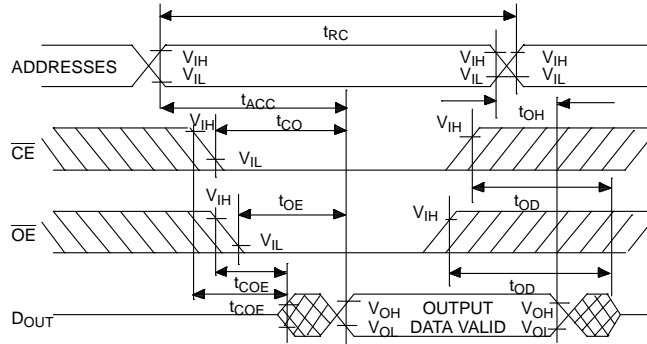 tRC
ADDRESSES
VIH
VIL
VIH
VIL
VIH
VIL
tACC
tOH
VIH
tCO
VIH
CE
VIL
tOD
VIH
tOE
VIH
OE
VIL
tCOE
tOD
tCOE
DOUT
VOH
VOL
OUTPUT
DATA VALID
VOH
VOL